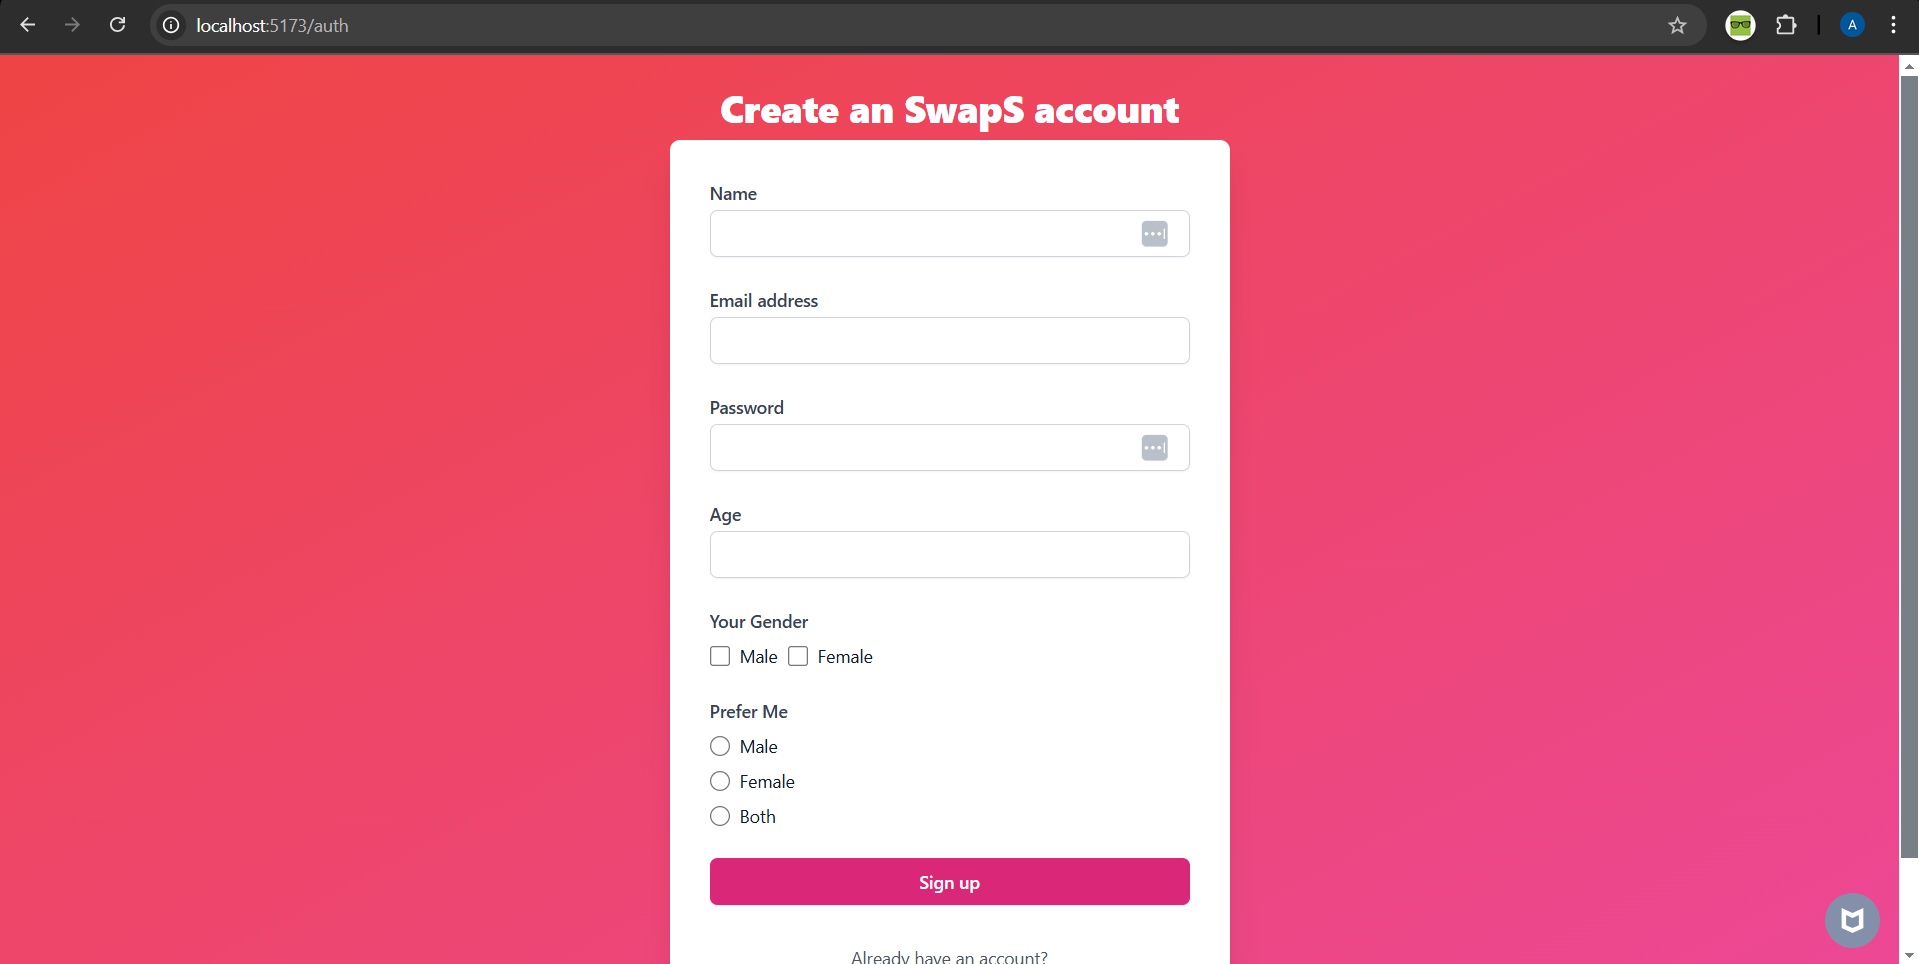 localhost:5173/auth
A
Create an SwapS account
Name
Email address
Password
Age
Your Gender
Male Female
Prefer Me
Male
Female
Both
Sign up
Already have an account?